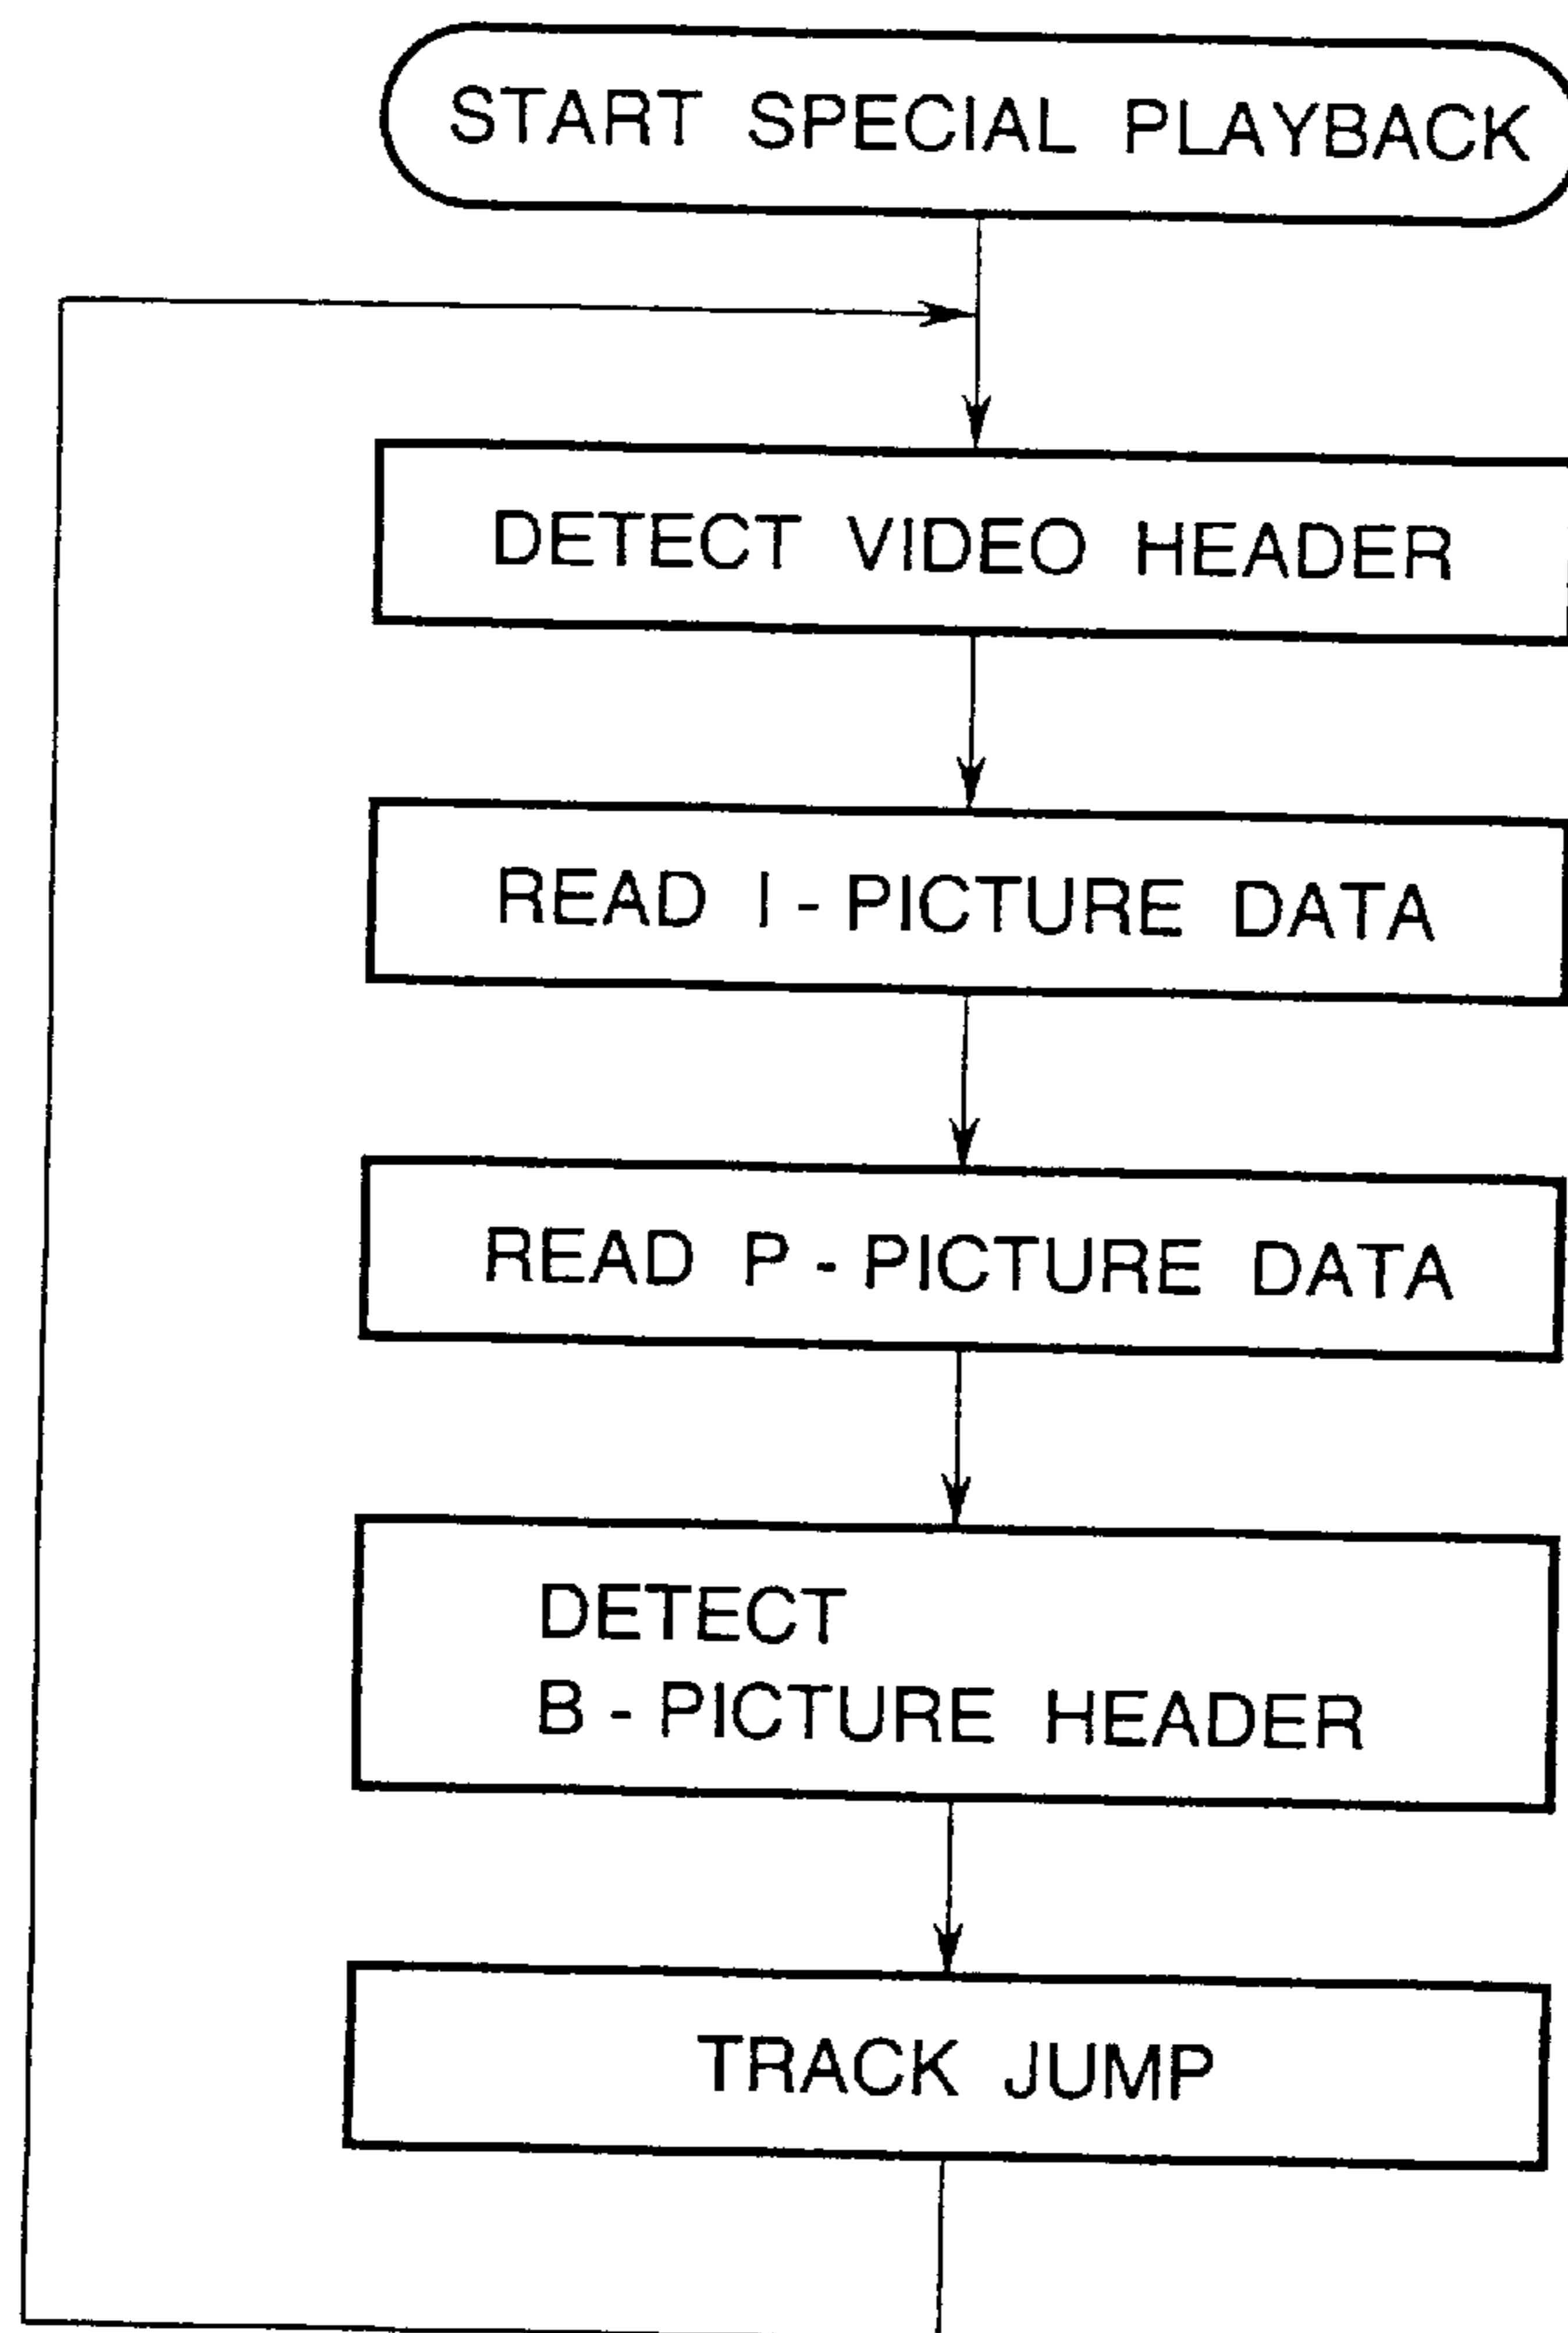 START SPECIAL PLAYBACK
DETECT VIDEO HEADER
READ I - PICTURE DATA
READ P - PICTURE DATA
DETECT
B - PICTURE HEADER
TRACK JUMP